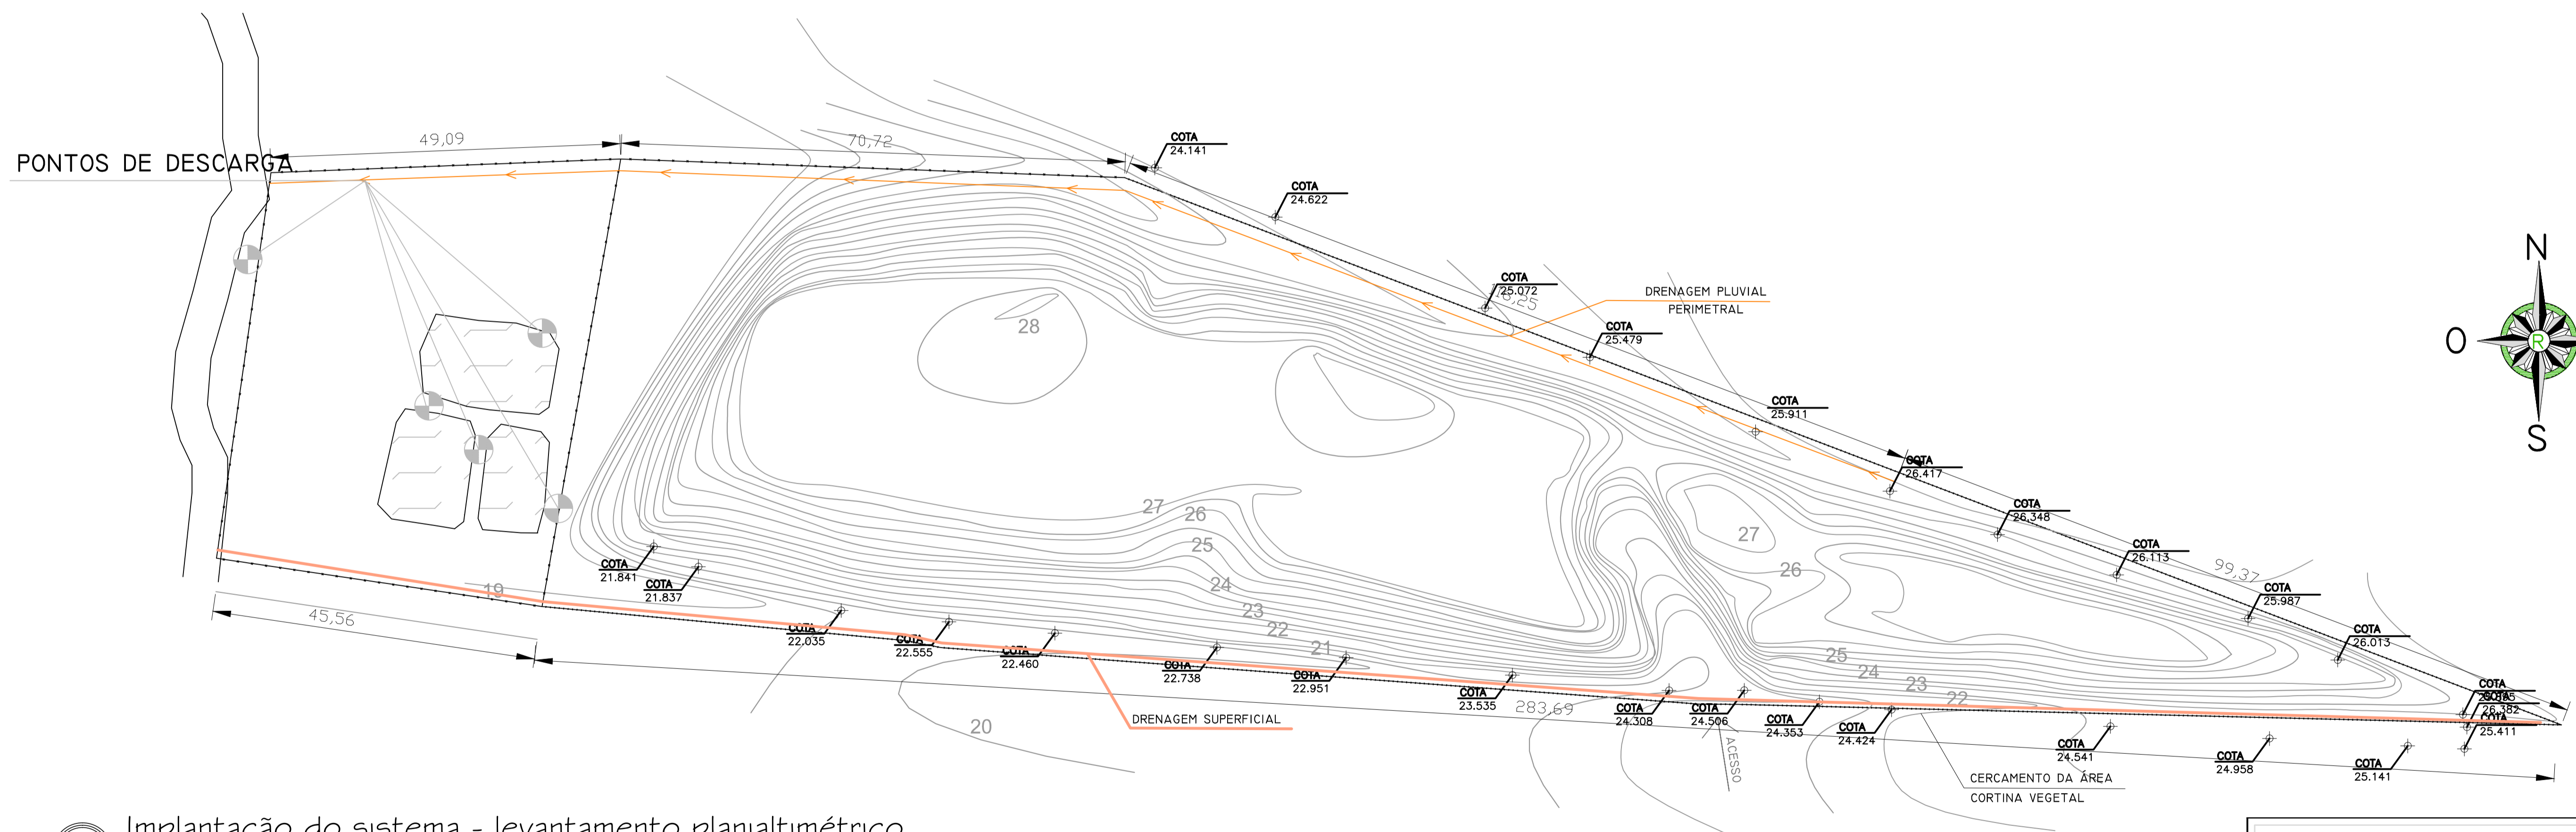 49,09
70,72
PONTOS DE DESCARGA
COTA
24.141
COTA
24.622
COTA
25.072
DRENAGEM PLUVIAL
PERIMETRAL
COTA
25.479
28
COTA
25.911
COTA
26.417
COTA
26.348
COTA
26.113
99,37
COTA
25.987
COTA
26.013
N
O
R
S
27
26
25
24
23
22
21
27
26
25
24
23
22
19
20
45,56
283,69
COTA
21.841
COTA
21.837
COTA
22.035
COTA
22.555
COTA
22.460
COTA
22.738
COTA
22.951
COTA
23.535
COTA
24.308
COTA
24.506
COTA
24.353
COTA
24.424
COTA
24.541
COTA
24.958
COTA
25.141
COTA
COTA
26.382
COTA
25.411
DRENAGEM SUPERFICIAL
ACESSO
CERCAMENTO DA ÁREA
CORTINA VEGETAL
Implantação do sistema - levantamento planialtimétrico